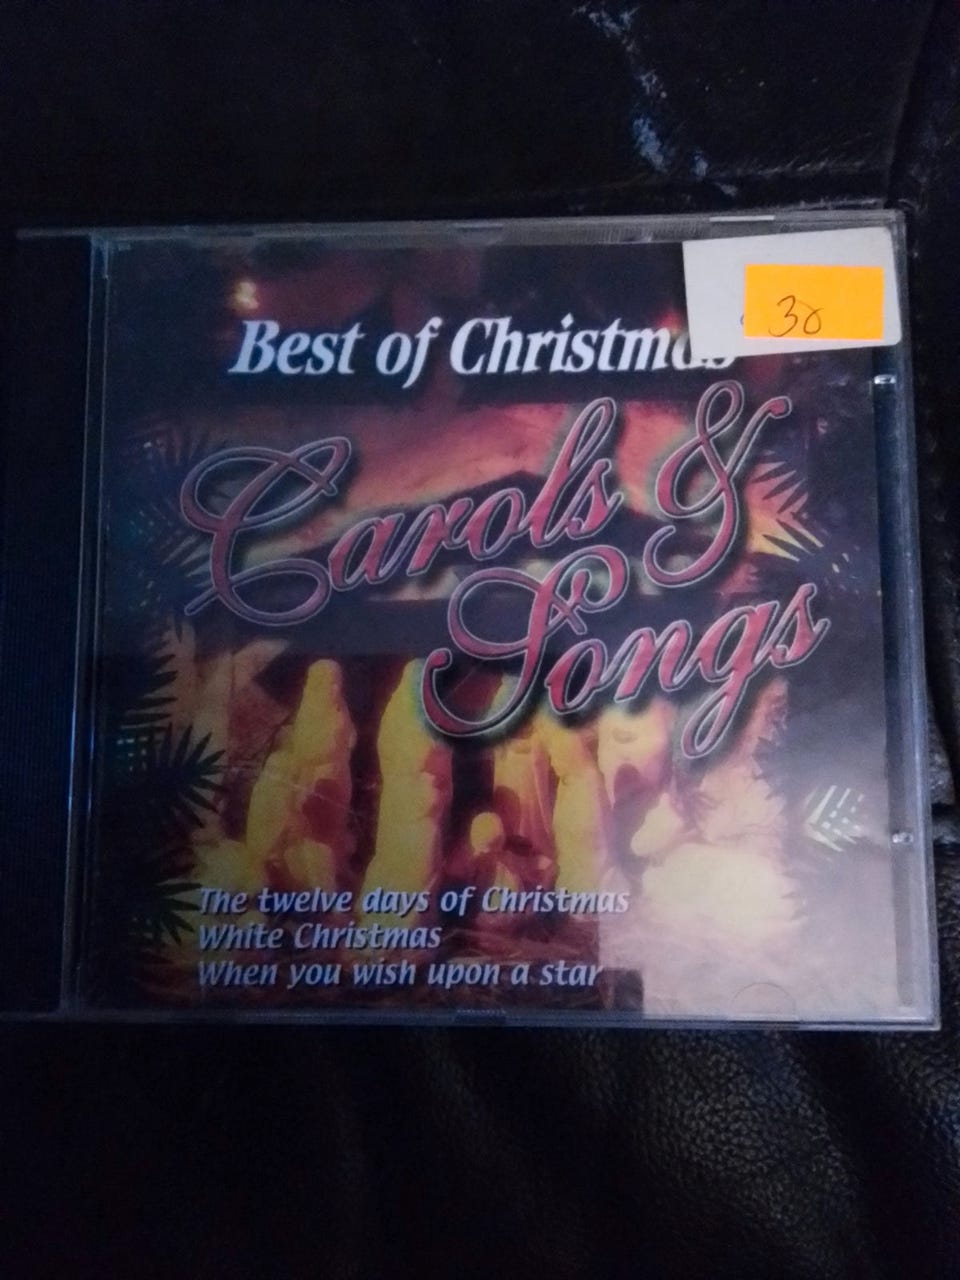 30
Best of Christmas
Carols &
Songs
The twelve days of Christmas
White Christmas
When you wish upon a star